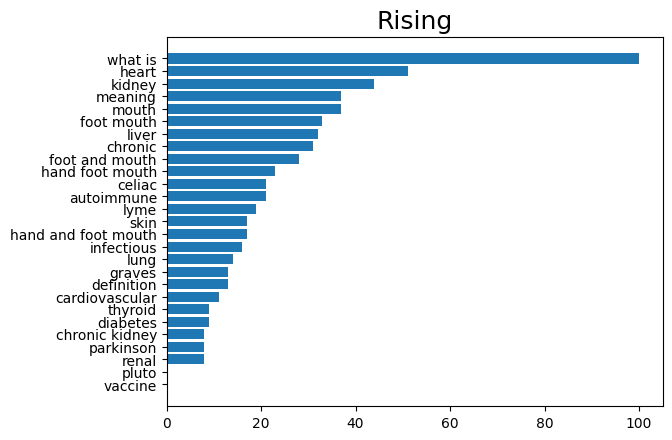 Rising
what is
heart
kidney
meaning
mouth
foot mouth
liver
chronic
foot and mouth
hand foot mouth
celiac
autoimmune
lyme
skin
hand and foot mouth
infectious
lung
graves
definition
cardiovascular
thyroid
diabetes
chronic kidney
parkinson
renal
pluto
vaccine
0 20 40 60 80 100